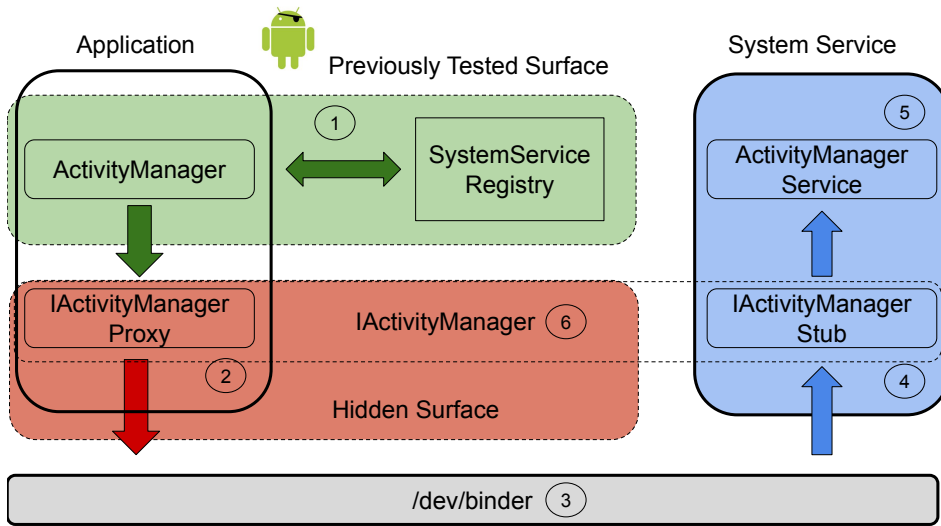 Application
System Service
Previously Tested Surface
1
5
ActivityManager
SystemService
Registry
ActivityManager
Service
IActivityManager
Proxy
IActivityManager
6
IActivityManager
Stub
2
4
Hidden Surface
/dev/binder
3